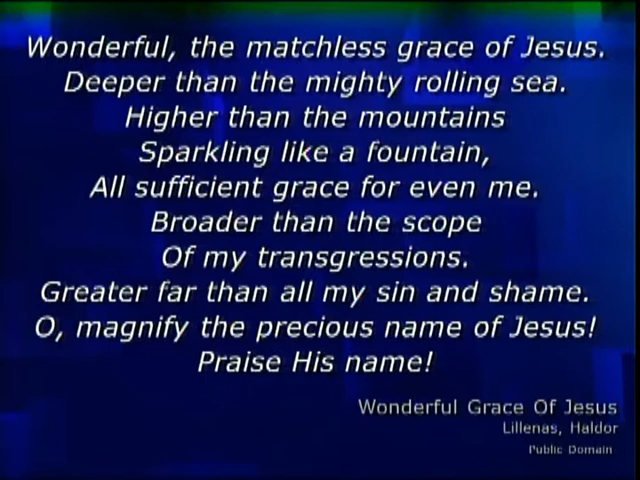 Wonderful, the matchless grace of Jesus.
Deeper than the mighty rolling sea.
Higher than the mountains
Sparkling like a fountain,
All sufficient grace for even me.
Broader than the scope
Of my transgressions.
Greater far than all my sin and shame.
O, magnify the precious name of Jesus!
Praise His name!
Wonderful Grace Of Jesus
Lillenas, Haldor
Public Domain